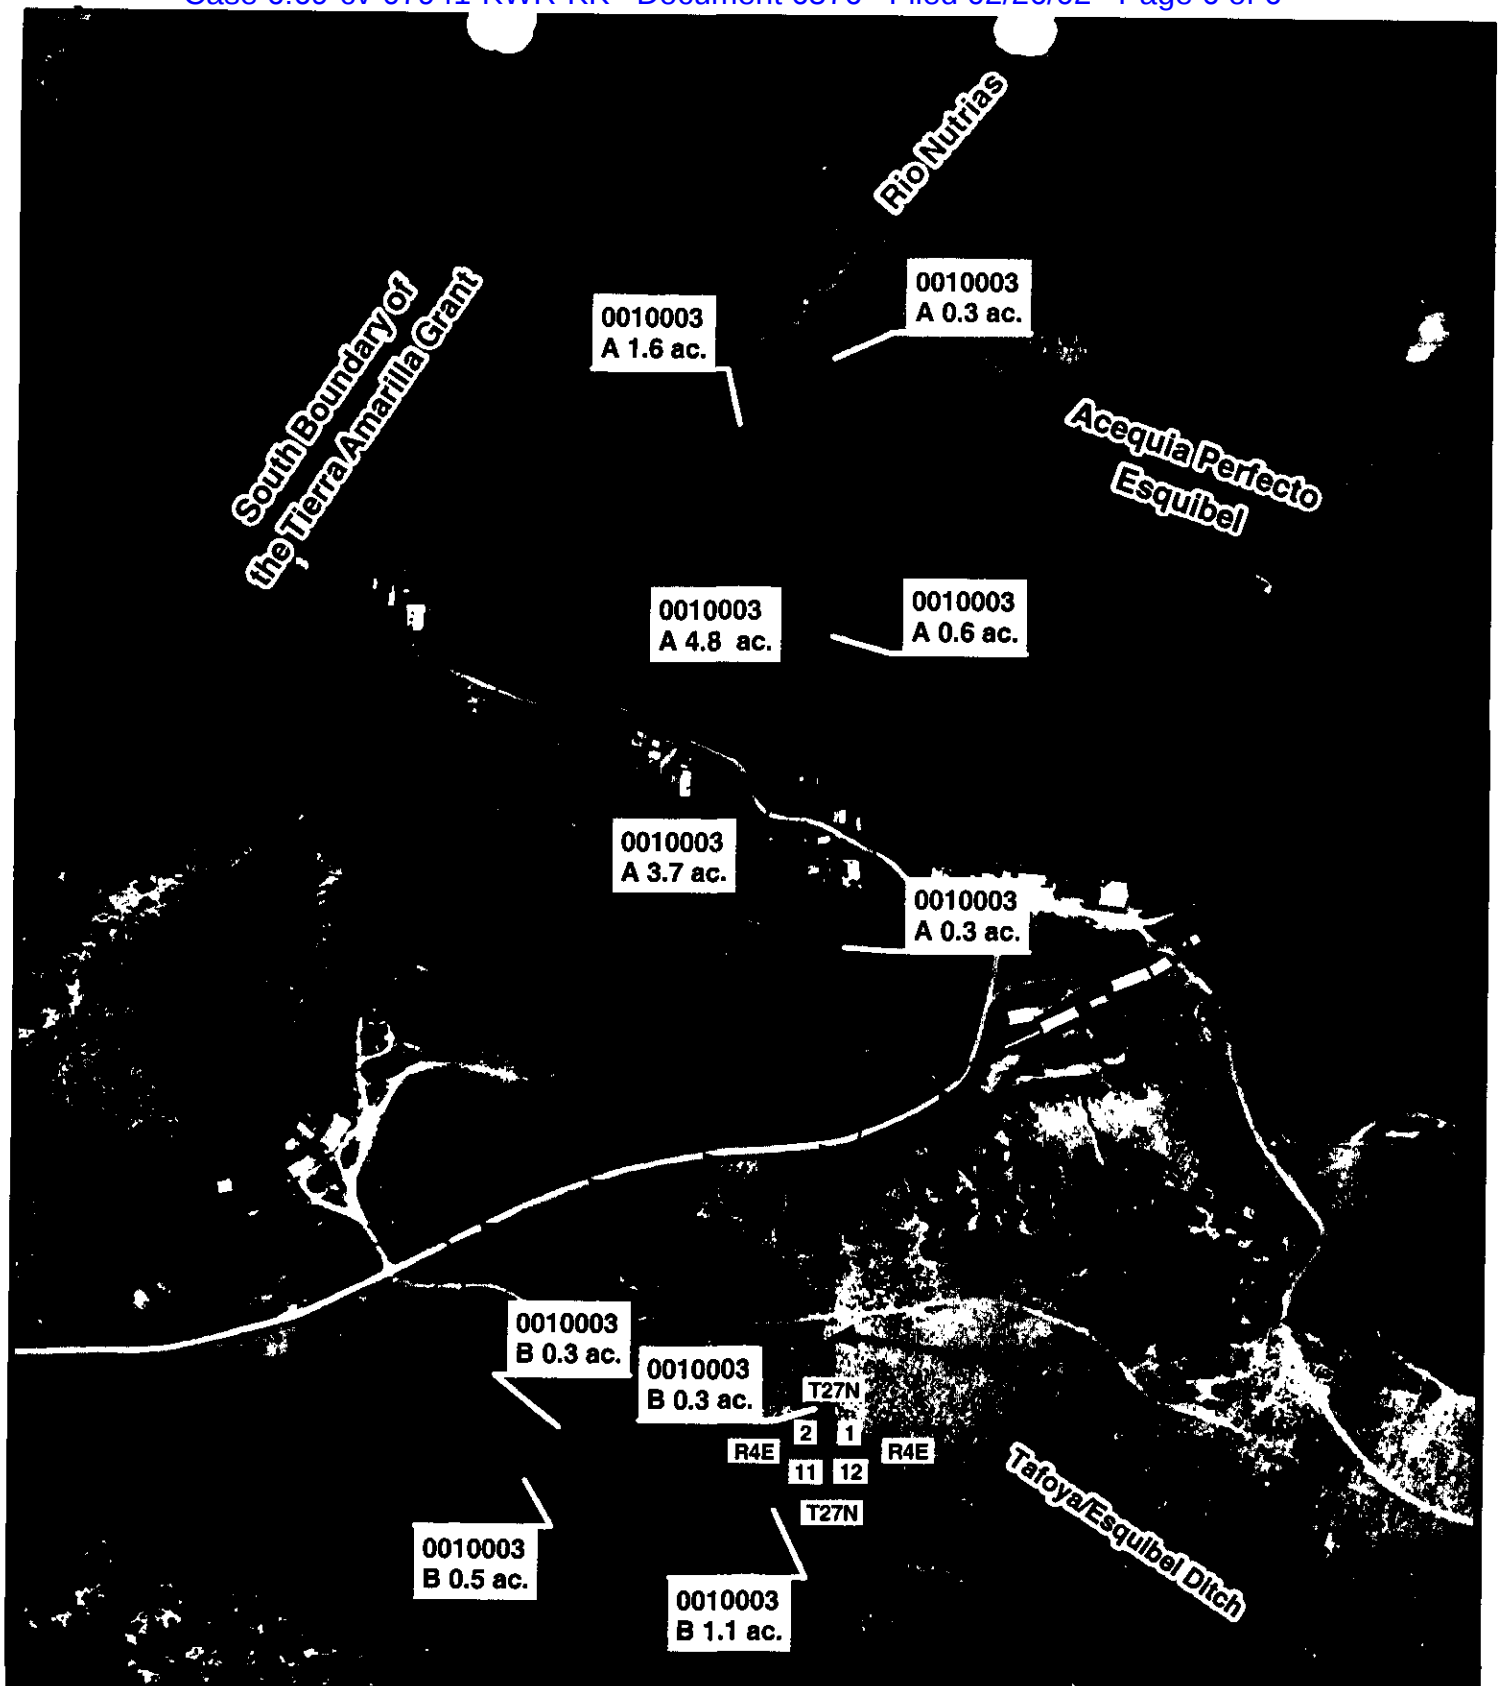 Rio Nutrias
South Boundary of
the Tierra Amarilla Grant
0010003
A 0.3 ac.
0010003
A 1.6 ac.
Acequia Perfecto
Esquibel
0010003
A 4.8 ac.
0010003
A 0.6 ac.
0010003
A 3.7 ac.
0010003
A 0.3 ac.
0010003
B 0.3 ac.
0010003
B 0.3 ac.
T27N
2 1
R4E R4E
11 12
T27N
Tafoya/Esquibel Ditch
0010003
B 0.5 ac.
0010003
B 1.1 ac.